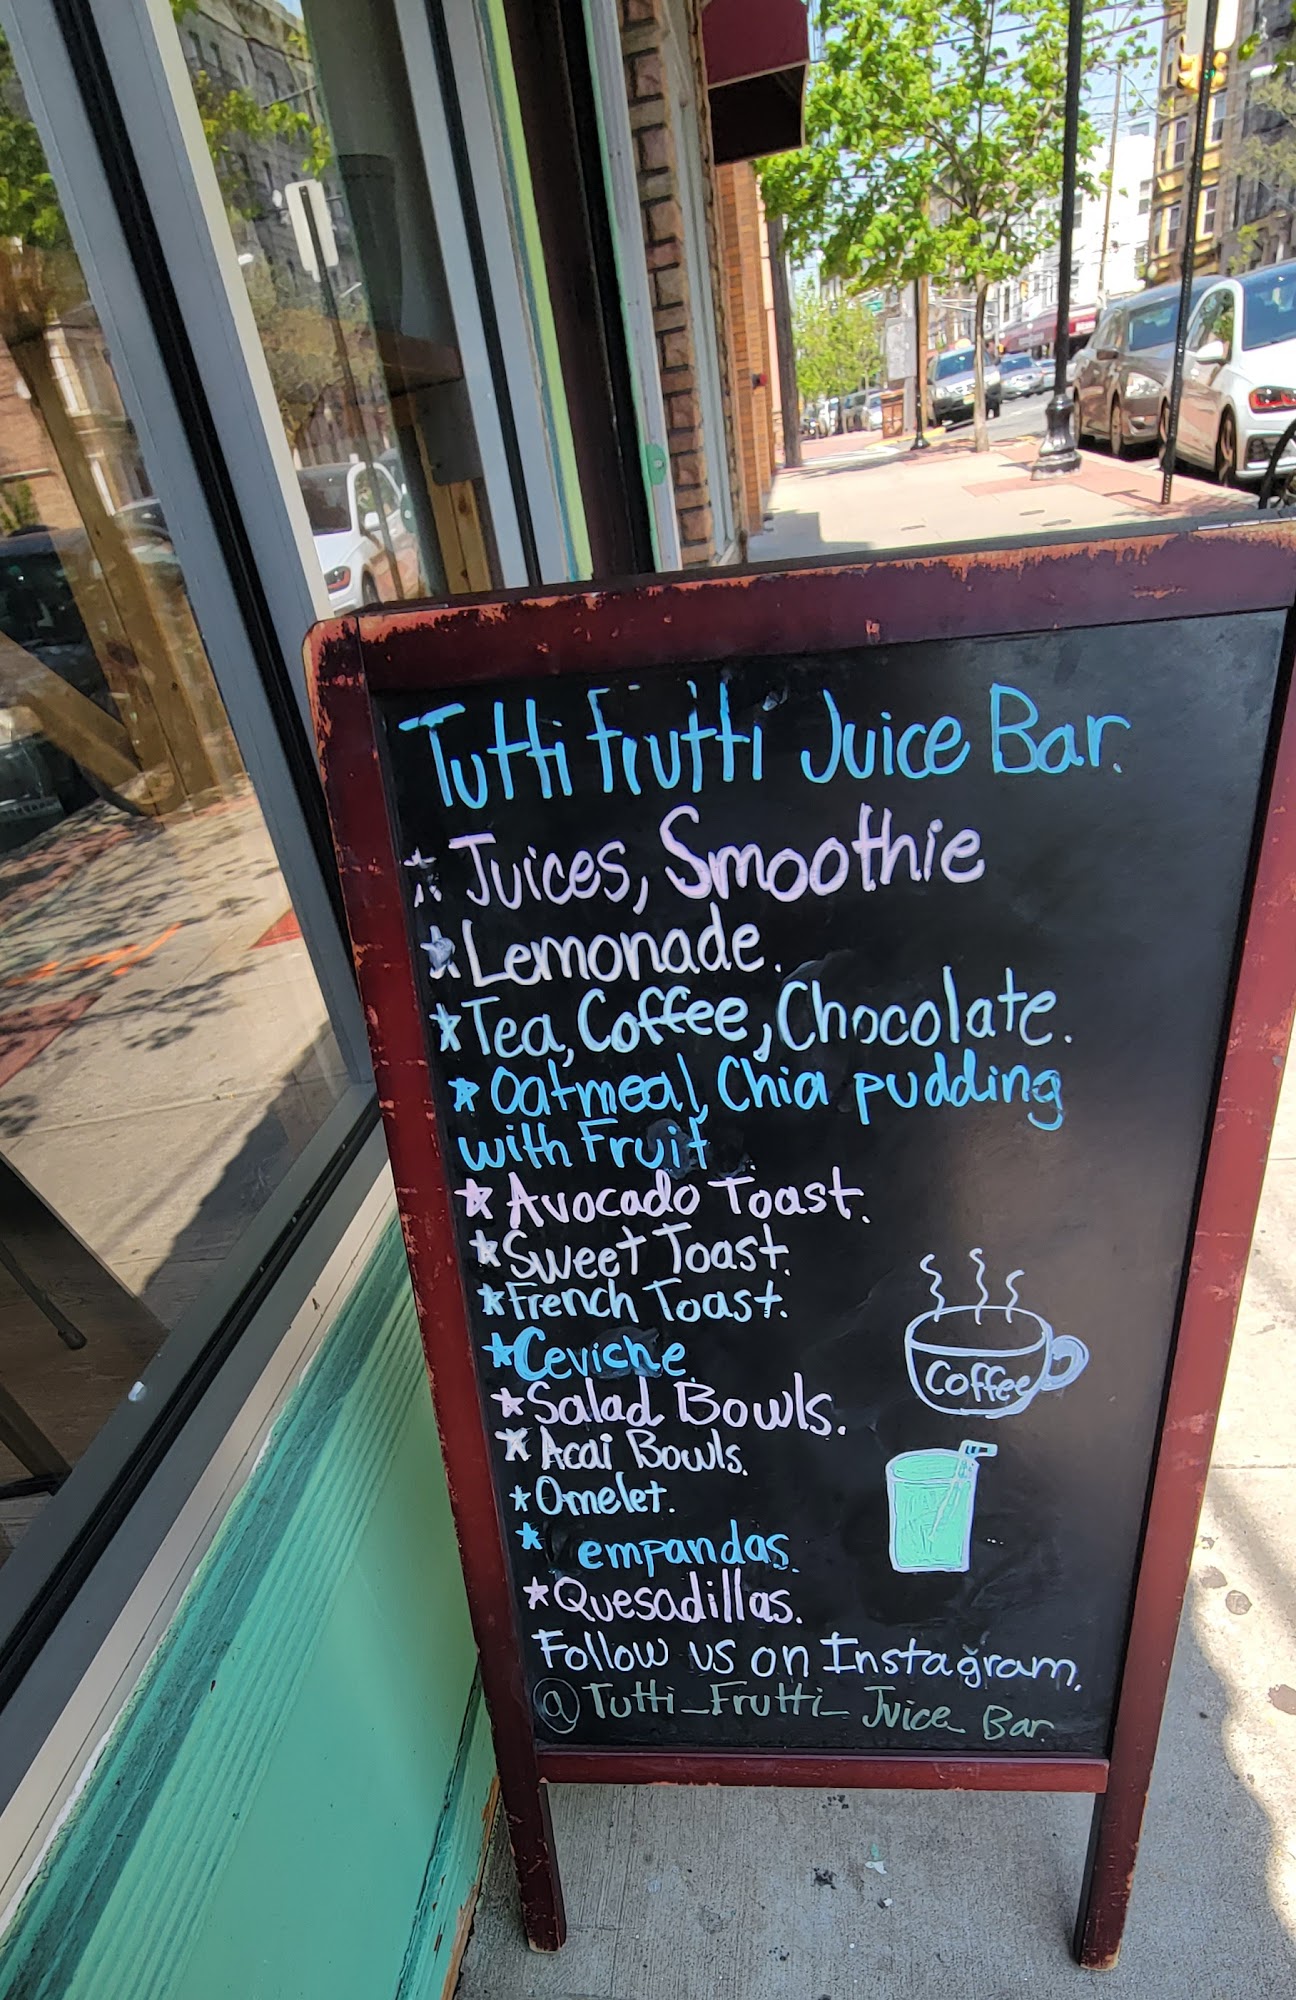 Tutti Frutti Juice Bar.
* Juices, Smoothie
* Lemonade.
* Tea, Coffee, Chocolate.
* Oatmeal, Chia pudding
with Fruit
* Avocado Toast.
* Sweet Toast.
* French Toast.
* Ceviche
* Salad Bowls.
* Acai Bowls.
* Omelet.
* empandas.
* Quesadillas.
Follow us on Instagram.
@Tutti_Frutti_Juice_Bar.
Coffee